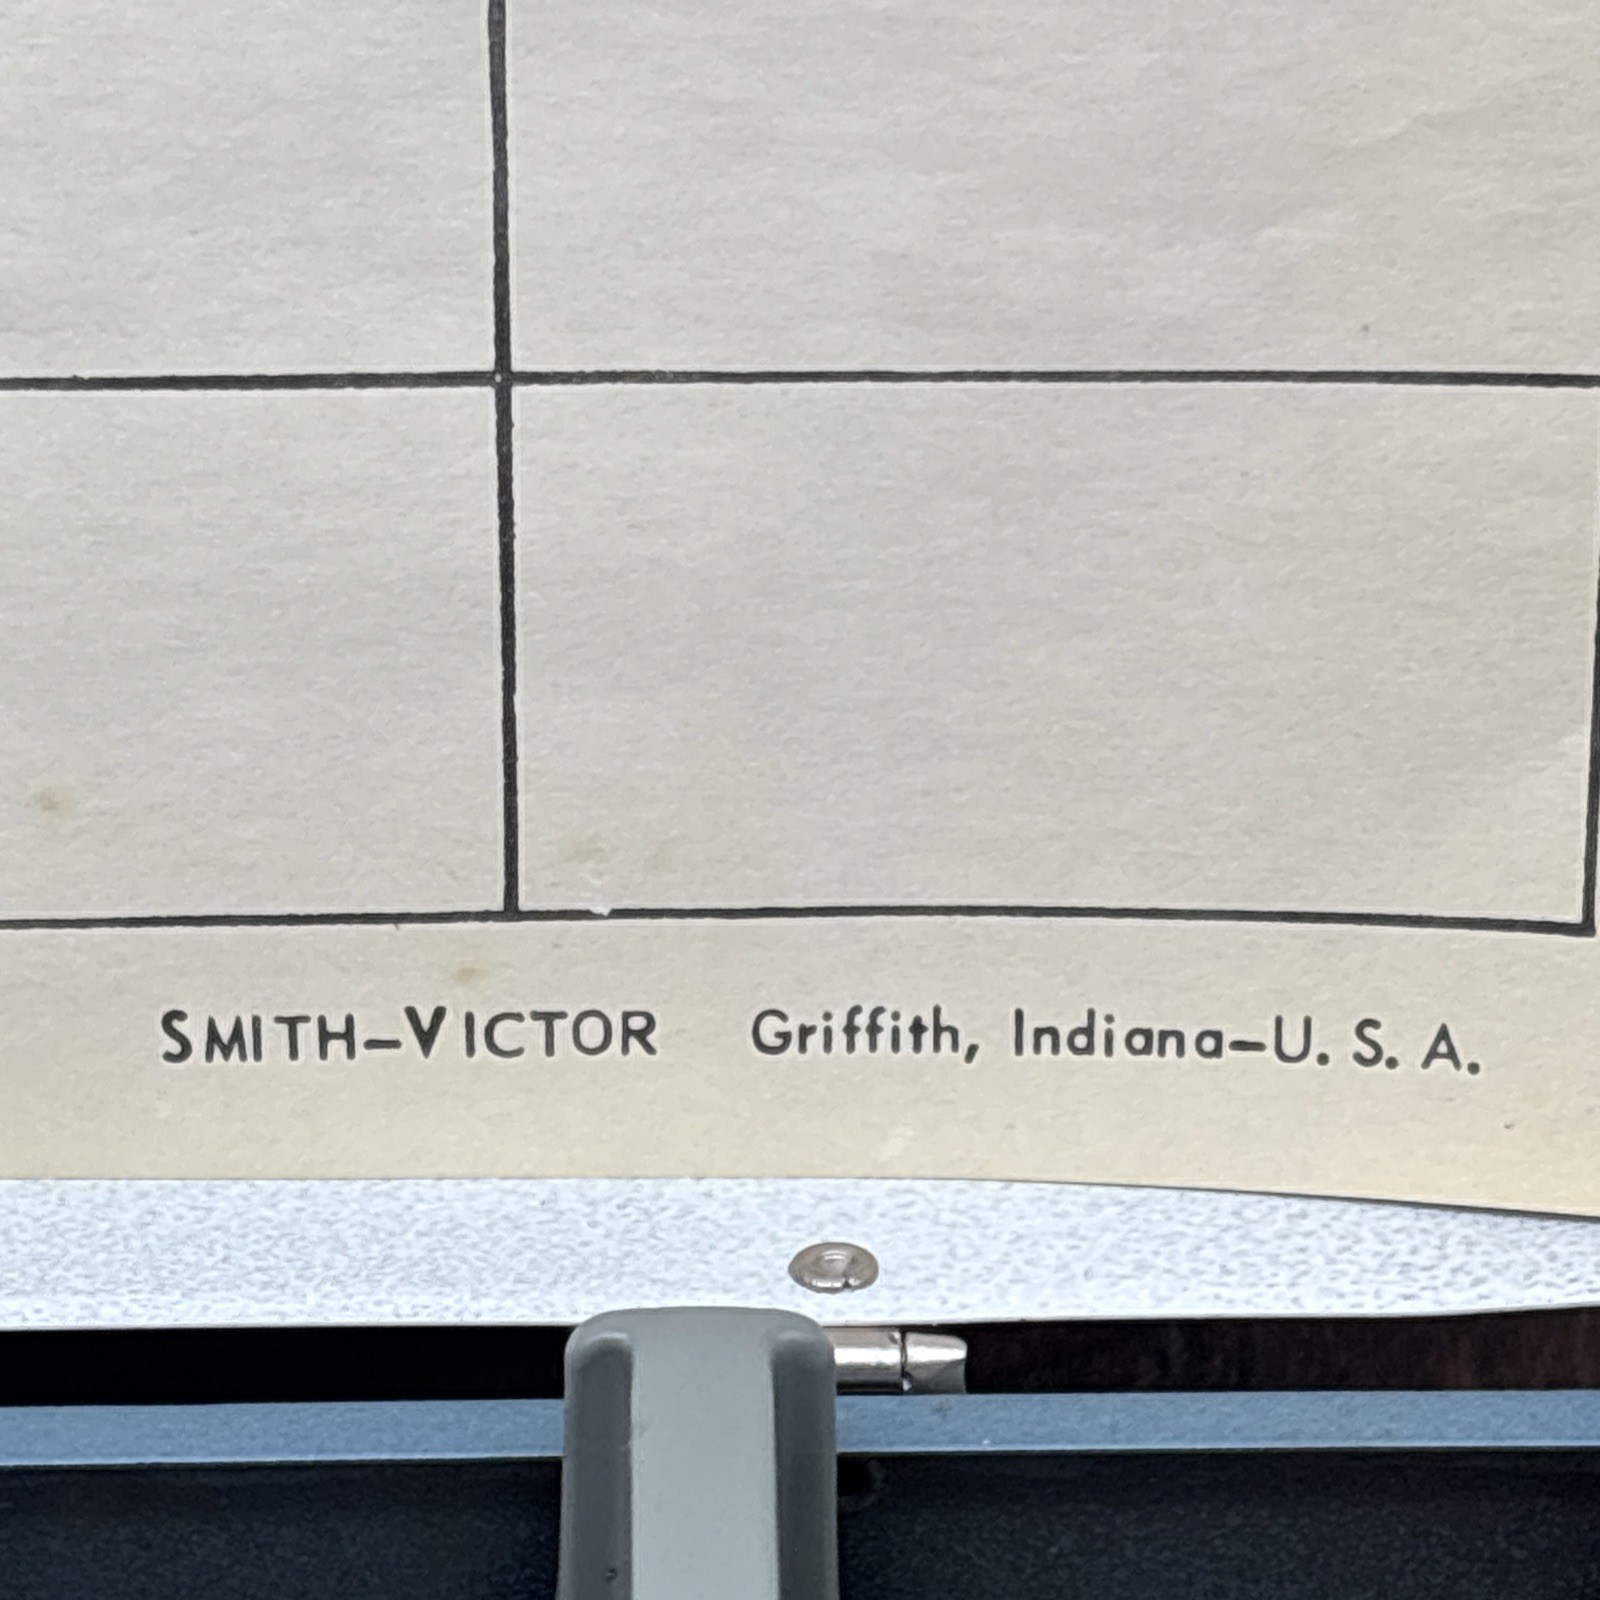 SMITH–VICTOR Griffith, Indiana–U. S. A.